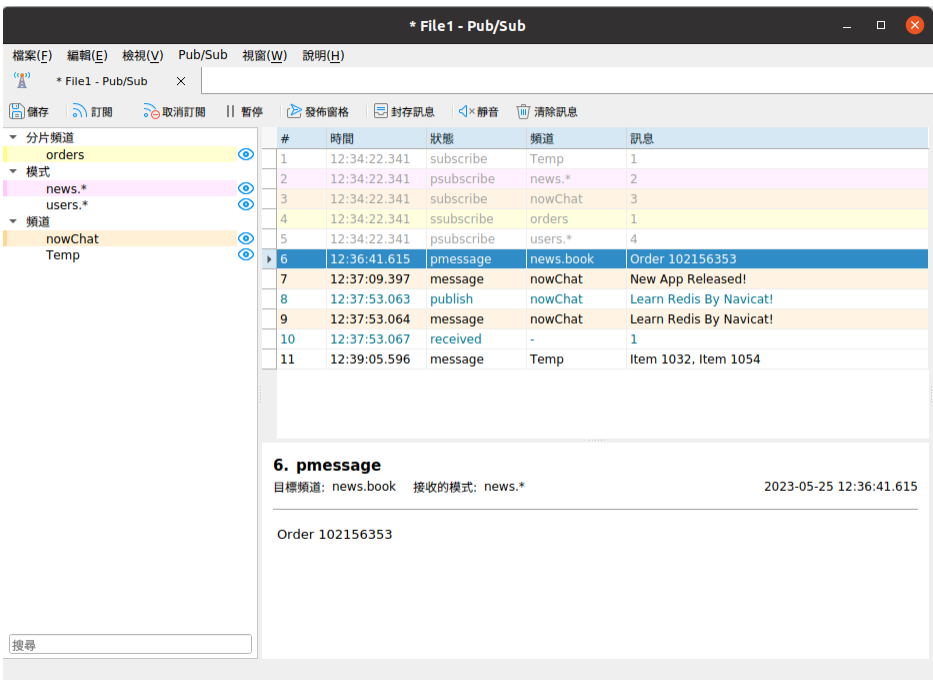 * File1 - Pub/Sub
檔案(F) 編輯(E) 檢視(V) Pub/Sub 視窗(W) 說明(H)
* File1 - Pub/Sub
儲存 訂閱 取消訂閱 暫停 發佈窗格 封存訊息 靜音 清除訊息
分片頻道
orders
模式
news.*
users.*
頻道
nowChat
Temp
搜尋
# 時間 狀態 頻道 訊息
1 12:34:22.341 subscribe Temp 1
2 12:34:22.341 psubscribe news.* 2
3 12:34:22.341 subscribe nowChat 3
4 12:34:22.341 ssubscribe orders 1
5 12:34:22.341 psubscribe users.* 4
6 12:36:41.615 pmessage news.book Order 102156353
7 12:37:09.397 message nowChat New App Released!
8 12:37:53.063 publish nowChat Learn Redis By Navicat!
9 12:37:53.064 message nowChat Learn Redis By Navicat!
10 12:37:53.067 received - 1
11 12:39:05.596 message Temp Item 1032, Item 1054
6. pmessage
目標頻道: news.book 接收的模式: news.* 2023-05-25 12:36:41.615
Order 102156353